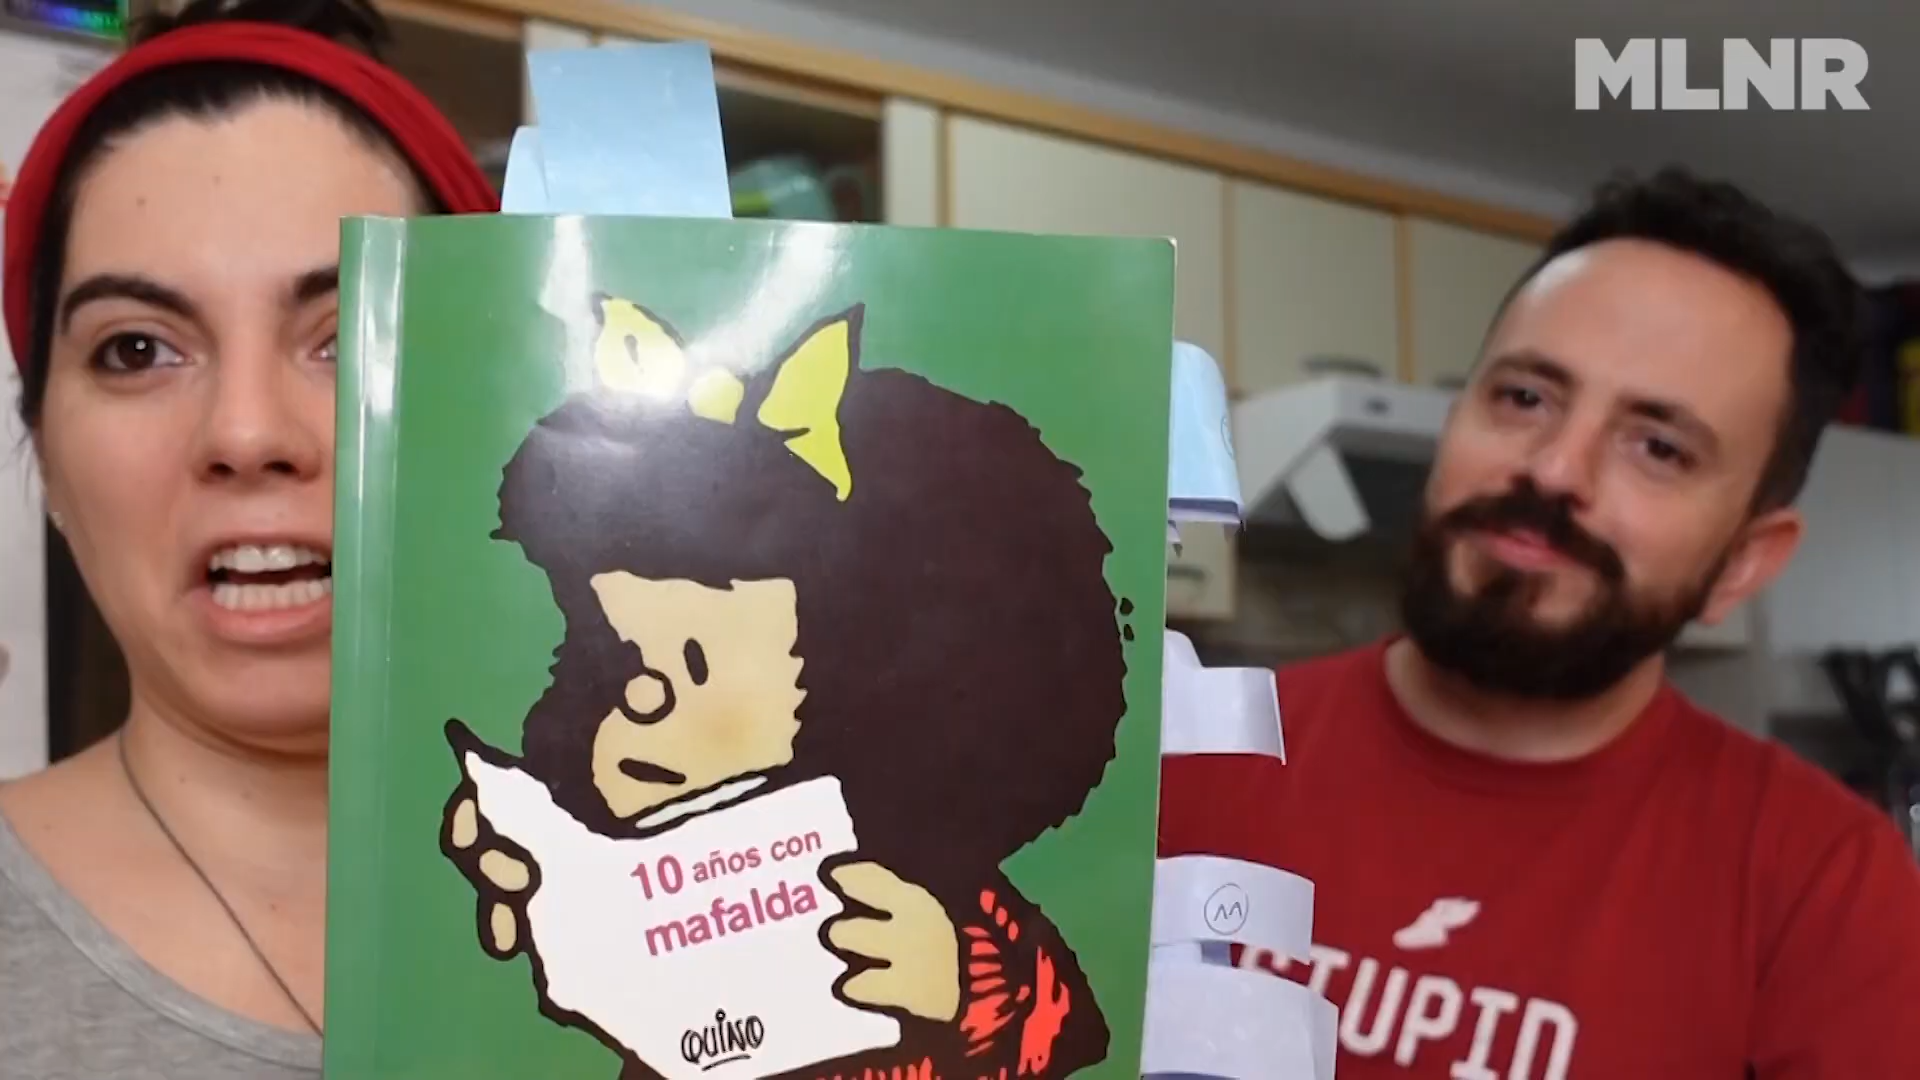 MLNR
10 años con
mafalda
QUINO
STUPID